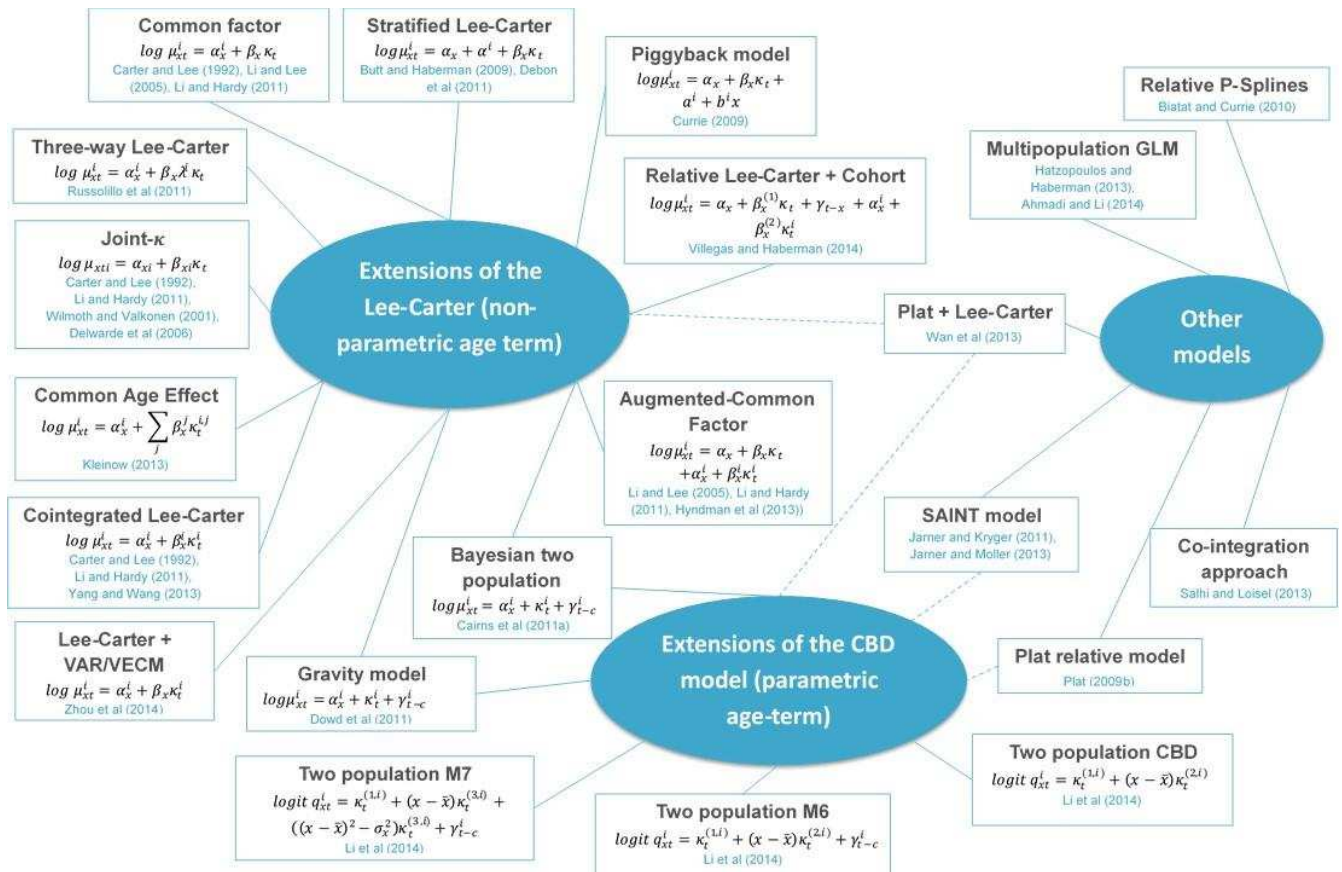 Common factor
log μ^i_xt = α^i_x + β_x κ_t
Carter and Lee (1992), Li and Lee
(2005), Li and Hardy (2011)
Stratified Lee-Carter
logμ^i_xt = α_x + α^i + β_x κ_t
Butt and Haberman (2009), Debon
et al (2011)
Piggyback model
logμ^i_xt = α_x + β_x κ_t +
a^i + b^i x
Currie (2009)
Relative P-Splines
Biatat and Currie (2010)
Multipopulation GLM
Hatzopoulos and
Haberman (2013),
Ahmadi and Li (2014)
Three-way Lee-Carter
log μ^i_xt = α^i_x + β_x λ^i κ_t
Russolillo et al (2011)
Relative Lee-Carter + Cohort
logμ^i_xt = α_x + β_x^(1) κ_t + γ_t−x + α^i_x +
β_x^(2) κ^i_t
Villegas and Haberman (2014)
Joint-κ
log μ_xti = α_xi + β_xi κ_t
Carter and Lee (1992),
Li and Hardy (2011),
Wilmoth and Valkonen (2001),
Delwarde et al (2006)
Extensions of the
Lee-Carter (non-
parametric age term)
Plat + Lee-Carter
Wan et al (2013)
Other
models
Common Age Effect
log μ^i_xt = α^i_x + ∑_j β^j_x κ^i,j_t
Kleinow (2013)
Augmented-Common
Factor
logμ^i_xt = α_x + β_x κ_t
+α^i_x + β^i_x κ^i_t
Li and Lee (2005), Li and Hardy
(2011), Hyndman et al (2013))
Cointegrated Lee-Carter
log μ^i_xt = α^i_x + β^i_x κ^i_t
Carter and Lee (1992),
Li and Hardy (2011),
Yang and Wang (2013)
SAINT model
Jarner and Kryger (2011),
Jarner and Moller (2013)
Co-integration
approach
Salhi and Loisel (2013)
Bayesian two
population
logμ^i_xt = α^i_x + κ^i_t + γ^i_t−c
Cairns et al (2011a)
Lee-Carter +
VAR/VECM
log μ^i_xt = α^i_x + β_x κ^i_t
Zhou et al (2014)
Gravity model
logμ^i_xt = α^i_x + κ^i_t + γ^i_t−c
Dowd et al (2011)
Extensions of the CBD
model (parametric
age-term)
Plat relative model
Plat (2009b)
Two population M7
logit q^i_xt = κ_t^(1,i) + (x − x̄)κ_t^(3,i) +
((x − x̄)^2 − σ^2_x)κ_t^(3,i) + γ^i_t−c
Li et al (2014)
Two population M6
logit q^i_xt = κ_t^(1,i) + (x − x̄)κ_t^(2,i) + γ^i_t−c
Li et al (2014)
Two population CBD
logit q^i_xt = κ_t^(1,i) + (x − x̄)κ_t^(2,i)
Li et al (2014)